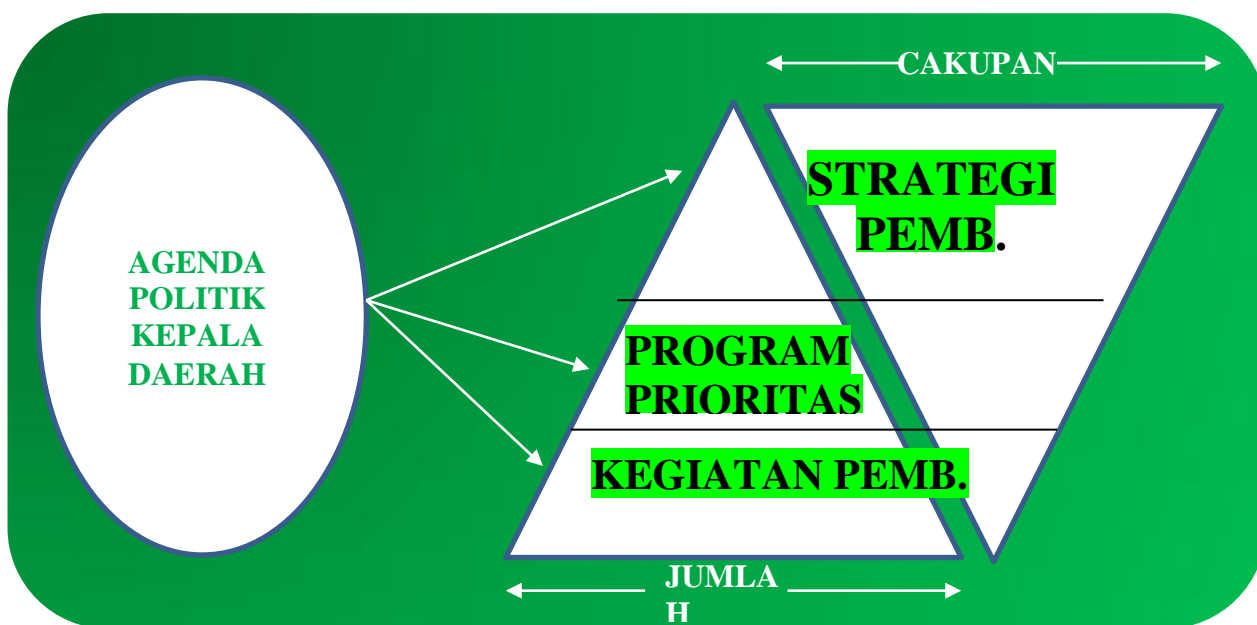 CAKUPAN
STRATEGI
PEMB.
AGENDA
POLITIK
KEPALA
DAERAH
PROGRAM
PRIORITAS
KEGIATAN PEMB.
JUMLA
H